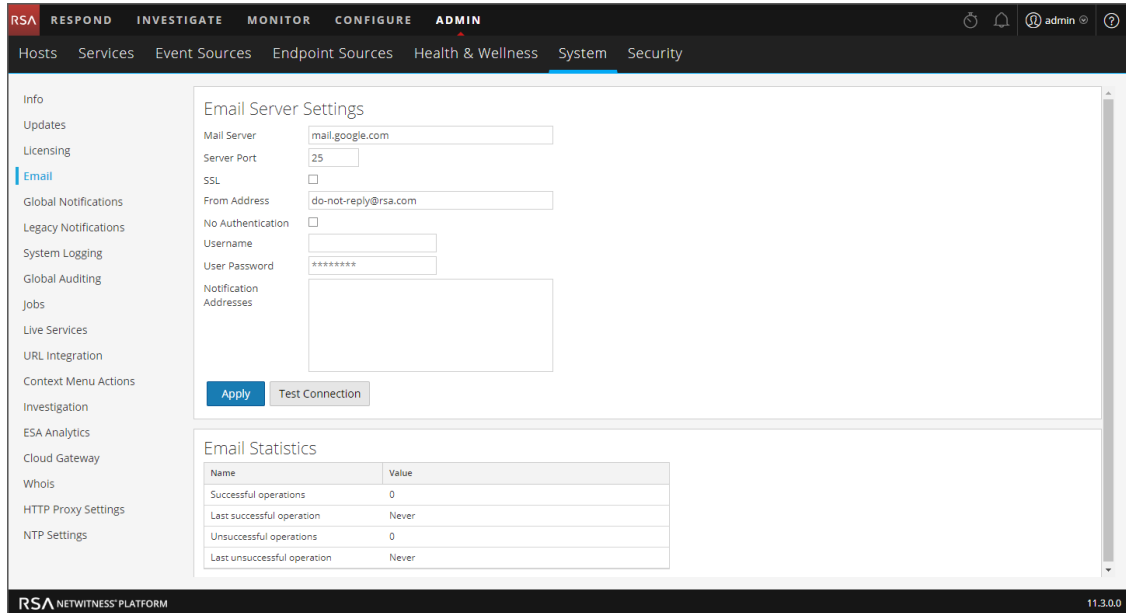 RSA RESPOND INVESTIGATE MONITOR CONFIGURE ADMIN admin ?
Hosts Services Event Sources Endpoint Sources Health & Wellness System Security
Info
Updates
Licensing
Email
Global Notifications
Legacy Notifications
System Logging
Global Auditing
Jobs
Live Services
URL Integration
Context Menu Actions
Investigation
ESA Analytics
Cloud Gateway
Whois
HTTP Proxy Settings
NTP Settings
Email Server Settings
Mail Server mail.google.com
Server Port 25
SSL
From Address do-not-reply@rsa.com
No Authentication
Username
User Password ********
Notification
Addresses
Apply Test Connection
Email Statistics
Name Value
Successful operations 0
Last successful operation Never
Unsuccessful operations 0
Last unsuccessful operation Never
RSA NETWITNESS® PLATFORM 11.3.0.0